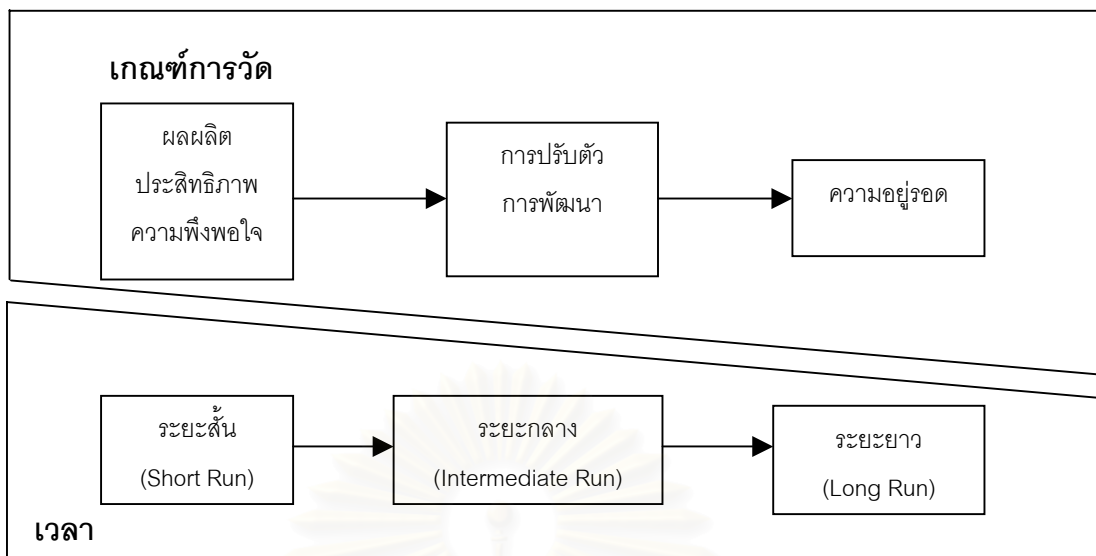 เกณฑ์การวัด
ผลผลิต
ประสิทธิภาพ
ความพึงพอใจ
การปรับตัว
การพัฒนา
ความอยู่รอด
ระยะสั้น
(Short Run)
ระยะกลาง
(Intermediate Run)
ระยะยาว
(Long Run)
เวลา